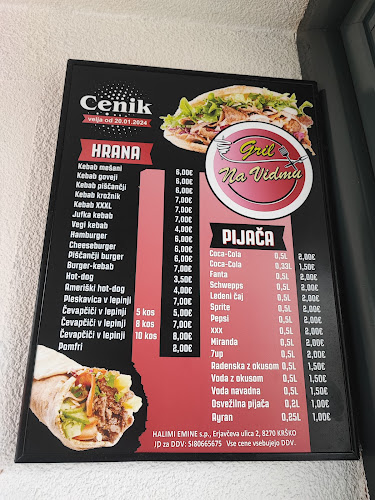 Cenik
velja od 20.01.2024
HRANA
Kebab mešani 6,00€
Kebab goveji 6,00€
Kebab piščančji 6,00€
Kebab krožnik 7,00€
Kebab XXXL 7,00€
Jufka kebab 7,00€
Vegi kebab 4,00€
Hamburger 6,00€
Cheeseburger 6,00€
Piščančji burger 6,00€
Burger-kebab 7,00€
Hot-dog 3,50€
Ameriški hot-dog 4,00€
Pleskavica v lepinji 7,00€
Čevapčiči v lepinji 5 kos 5,00€
Čevapčiči v lepinji 8 kos 7,00€
Čevapčiči v lepinji 10 kos 8,00€
Pomfri 2,00€
Gril
Na Vidmu
PIJAČA
Coca-Cola 0,5L 2,00€
Coca-Cola 0,33L 1,50€
Fanta 0,5L 2,00€
Schwepps 0,5L 2,00€
Ledeni čaj 0,5L 2,00€
Sprite 0,5L 2,00€
Pepsi 0,5L 2,00€
xxx 0,5L 2,00€
Miranda 0,5L 2,00€
7up 0,5L 2,00€
Radenska z okusom 0,5L 1,50€
Voda z okusom 0,5L 1,50€
Voda navadna 0,5L 1,50€
Osvežilna pijača 0,2L 1,00€
Ayran 0,25L 1,00€
HALIMI EMINE s.p., Erjavčeva ulica 2, 8270 KRŠKO
ID za DDV: SI80665675 Vse cene vsebujejo DDV.